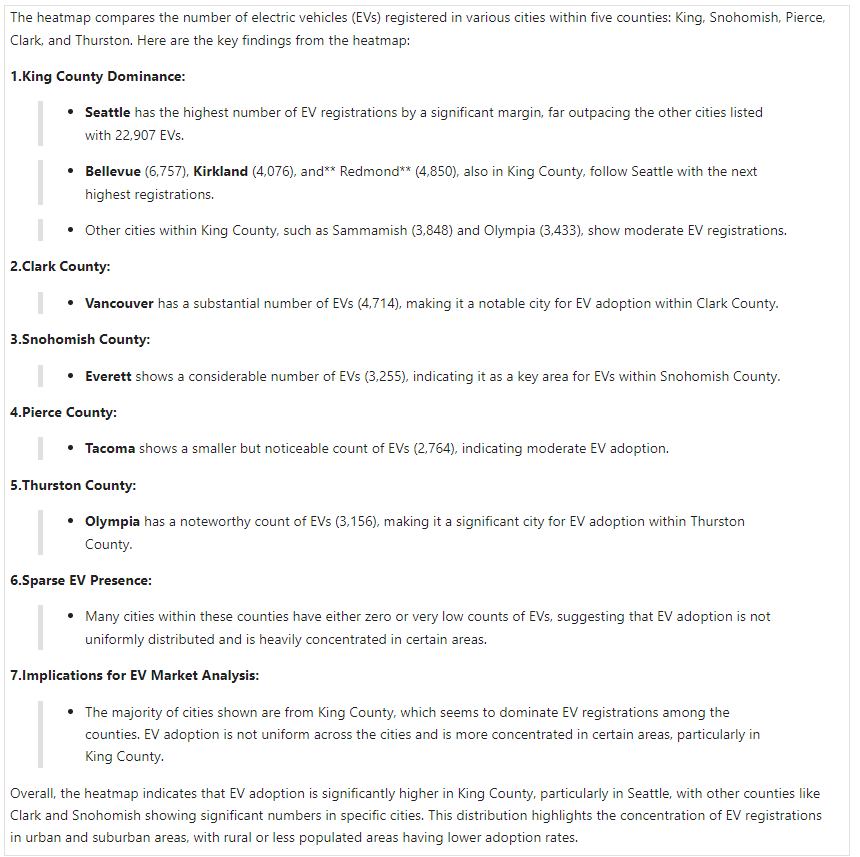 The heatmap compares the number of electric vehicles (EVs) registered in various cities within five counties: King, Snohomish, Pierce,
Clark, and Thurston. Here are the key findings from the heatmap:
1.King County Dominance:
• Seattle has the highest number of EV registrations by a significant margin, far outpacing the other cities listed
with 22,907 EVs.
• Bellevue (6,757), Kirkland (4,076), and** Redmond** (4,850), also in King County, follow Seattle with the next
highest registrations.
• Other cities within King County, such as Sammamish (3,848) and Olympia (3,433), show moderate EV registrations.
2.Clark County:
• Vancouver has a substantial number of EVs (4,714), making it a notable city for EV adoption within Clark County.
3.Snohomish County:
• Everett shows a considerable number of EVs (3,255), indicating it as a key area for EVs within Snohomish County.
4.Pierce County:
• Tacoma shows a smaller but noticeable count of EVs (2,764), indicating moderate EV adoption.
5.Thurston County:
• Olympia has a noteworthy count of EVs (3,156), making it a significant city for EV adoption within Thurston
County.
6.Sparse EV Presence:
• Many cities within these counties have either zero or very low counts of EVs, suggesting that EV adoption is not
uniformly distributed and is heavily concentrated in certain areas.
7.Implications for EV Market Analysis:
• The majority of cities shown are from King County, which seems to dominate EV registrations among the
counties. EV adoption is not uniform across the cities and is more concentrated in certain areas, particularly in
King County.
Overall, the heatmap indicates that EV adoption is significantly higher in King County, particularly in Seattle, with other counties like
Clark and Snohomish showing significant numbers in specific cities. This distribution highlights the concentration of EV registrations
in urban and suburban areas, with rural or less populated areas having lower adoption rates.